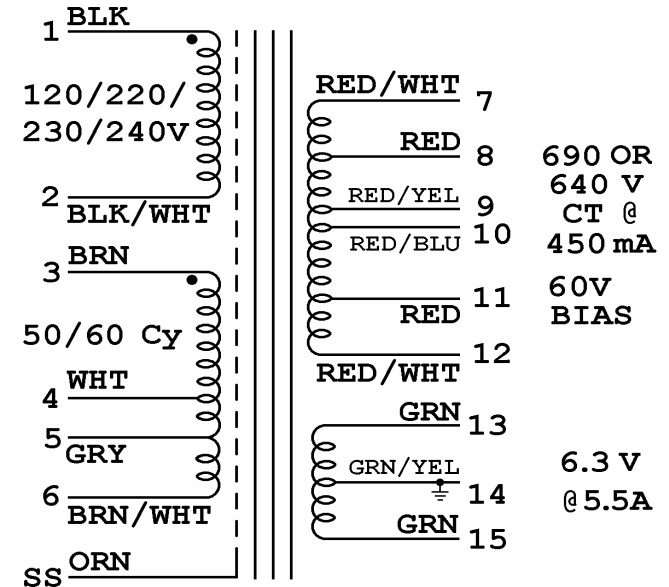 1 BLK
120/220/
230/240V
2
BLK/WHT
3 BRN
50/60 Cy
WHT
4
5
GRY
6
BRN/WHT
SS ORN
RED/WHT 7
RED 8
RED/YEL 9
10
RED/BLU
11
RED
12
RED/WHT
690 OR
640 V
CT @
450 mA
60V
BIAS
GRN 13
GRN/YEL
14
GRN 15
6.3 V
@ 5.5A